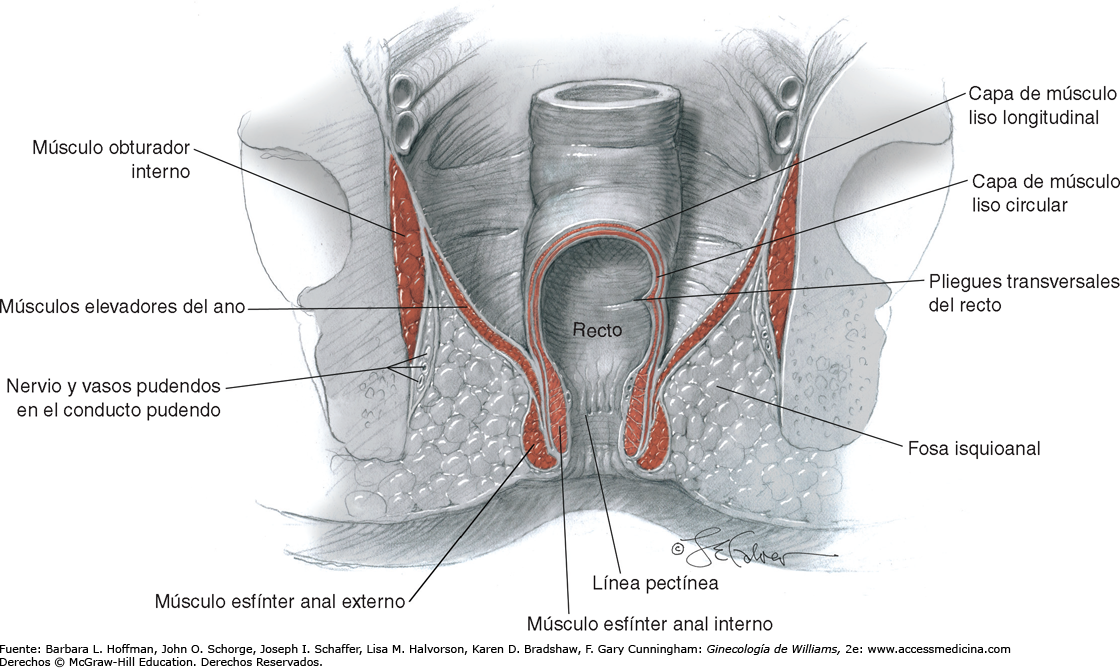 Capa de músculo
liso longitudinal
Músculo obturador
interno
Capa de músculo
liso circular
Pliegues transversales
del recto
Músculos elevadores del ano
Recto
Nervio y vasos pudendos
en el conducto pudendo
Fosa isquioanal
Línea pectínea
Músculo esfínter anal externo
Músculo esfínter anal interno
Fuente: Barbara L. Hoffman, John O. Schorge, Joseph I. Schaffer, Lisa M. Halvorson, Karen D. Bradshaw, F. Gary Cunningham: Ginecología de Williams, 2e: www.accessmedicina.com
Derechos © McGraw-Hill Education. Derechos Reservados.